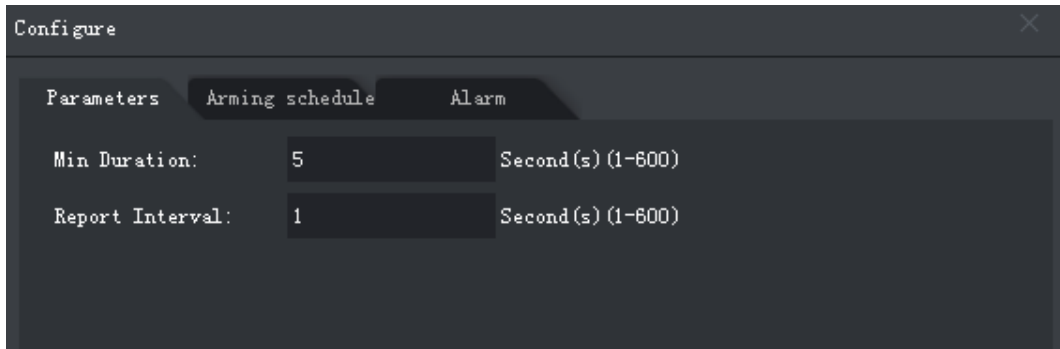 Configure
Parameters Arming schedule Alarm
Min Duration: 5 Second(s)(1-600)
Report Interval: 1 Second(s)(1-600)